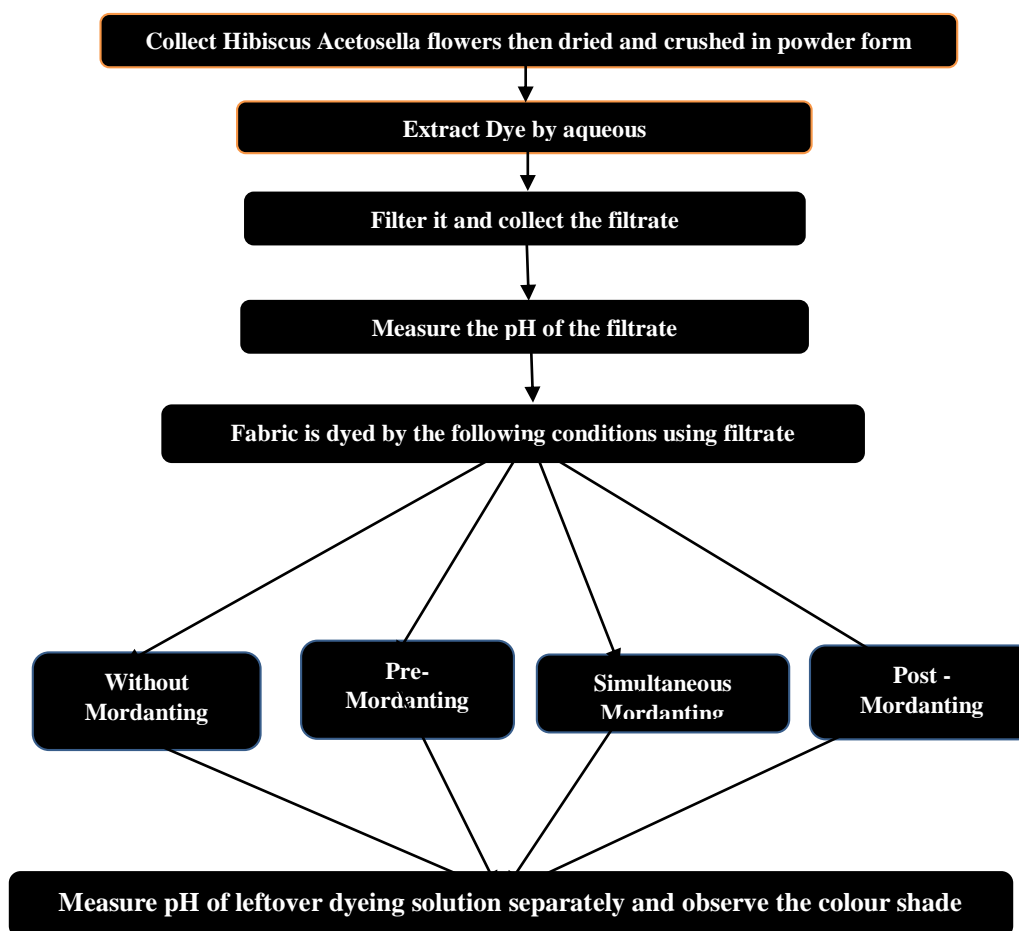 Collect Hibiscus Acetosella flowers then dried and crushed in powder form
Extract Dye by aqueous
Filter it and collect the filtrate
Measure the pH of the filtrate
Fabric is dyed by the following conditions using filtrate
Without
Mordanting
Pre-
Mordanting
Simultaneous
Mordanting
Post -
Mordanting
Measure pH of leftover dyeing solution separately and observe the colour shade